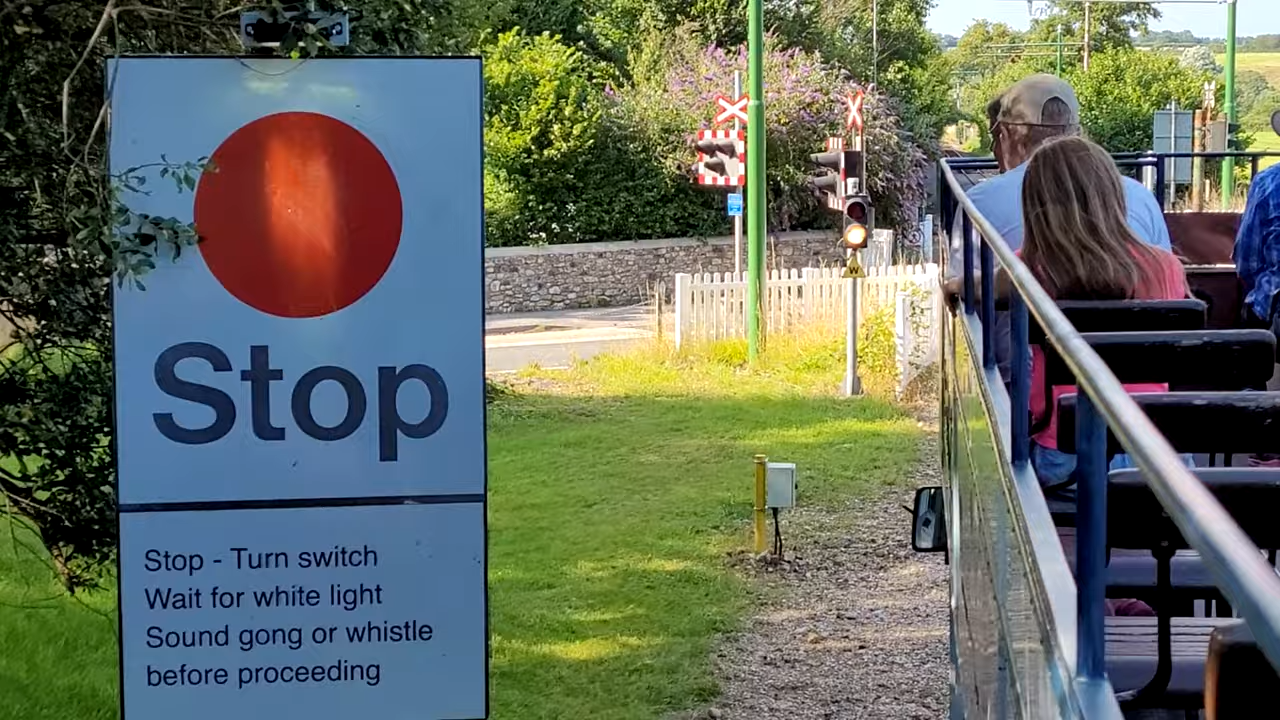 Stop
Stop - Turn switch
Wait for white light
Sound gong or whistle
before proceeding
W